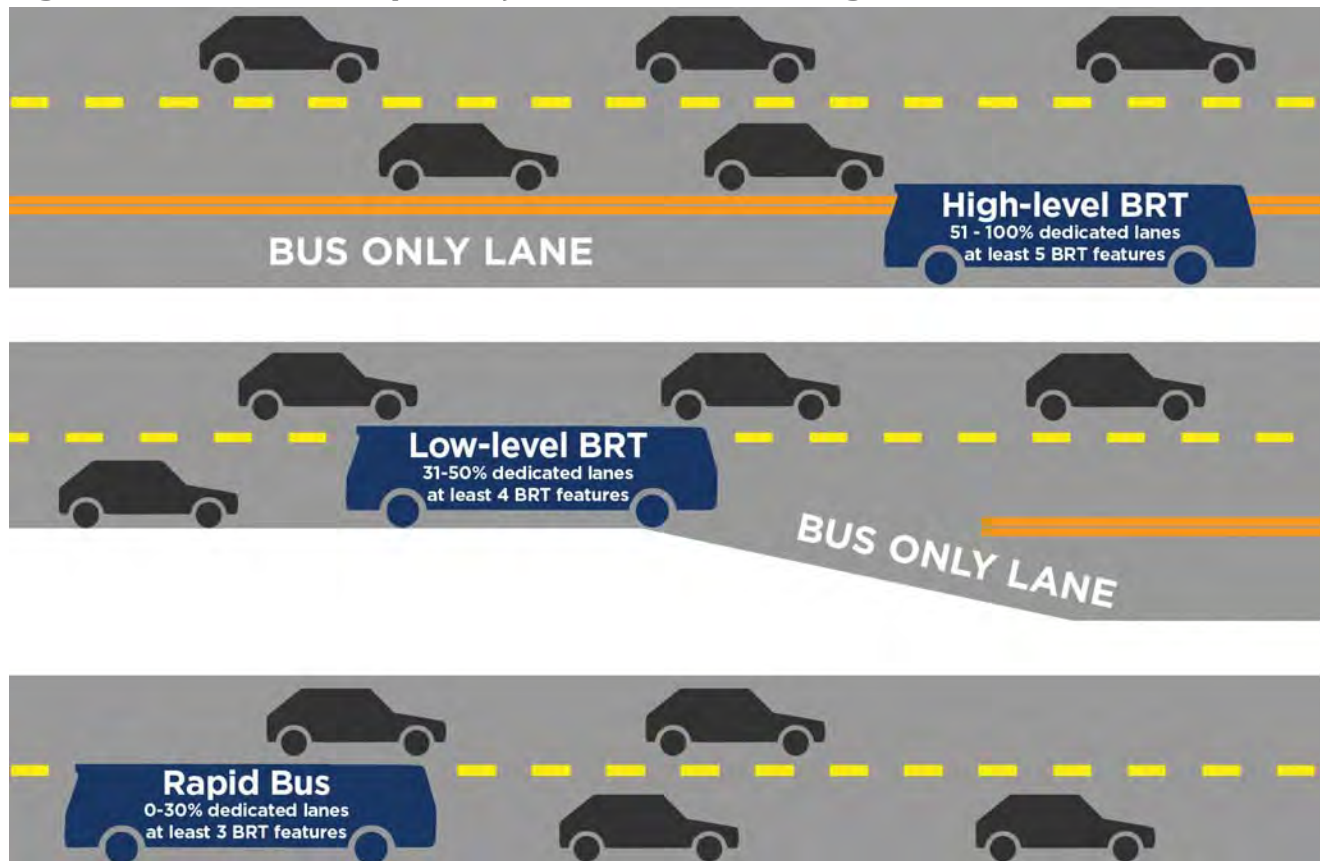 BUS ONLY LANE
High-level BRT
51 - 100% dedicated lanes
at least 5 BRT features
Low-level BRT
31-50% dedicated lanes
at least 4 BRT features
BUS ONLY LANE
Rapid Bus
0-30% dedicated lanes
at least 3 BRT features